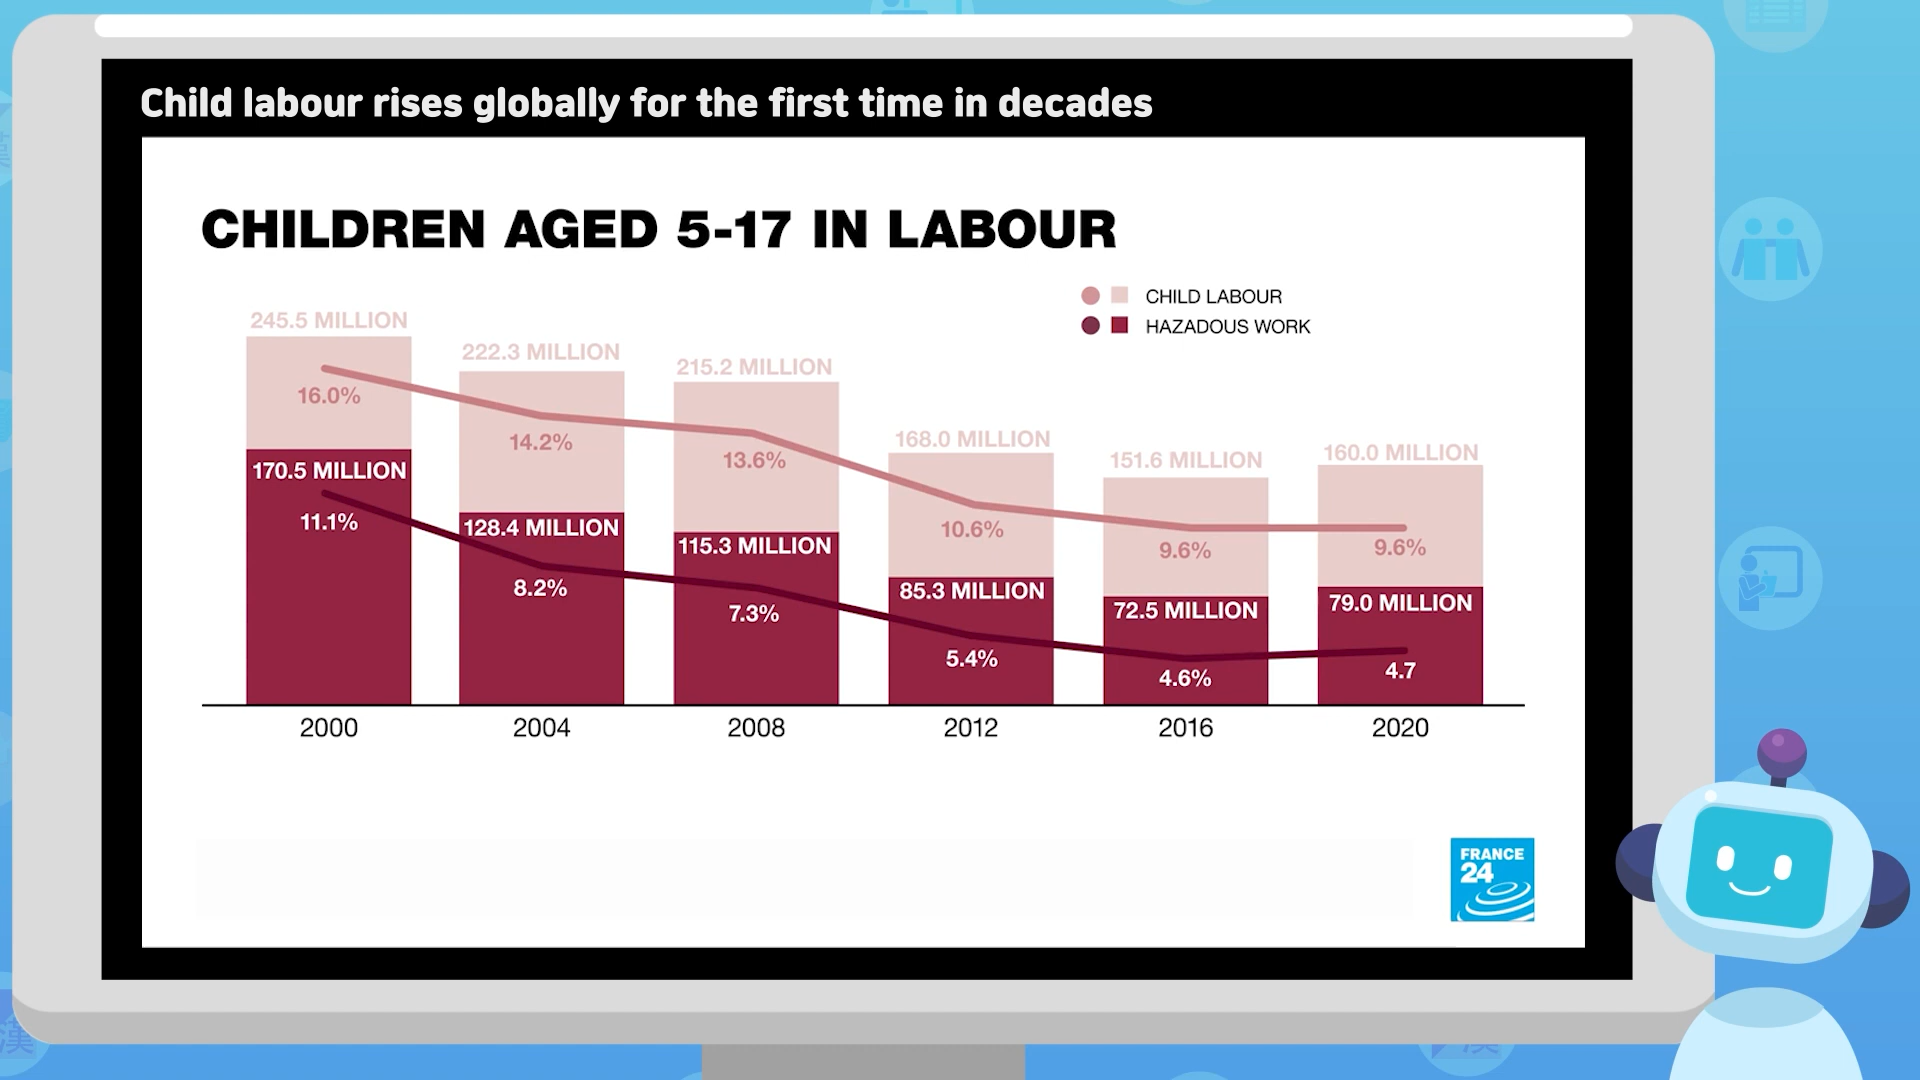 Child labour rises globally for the first time in decades
CHILDREN AGED 5-17 IN LABOUR
CHILD LABOUR
HAZADOUS WORK
245.5 MILLION
16.0%
170.5 MILLION
11.1%
222.3 MILLION
14.2%
128.4 MILLION
8.2%
215.2 MILLION
13.6%
115.3 MILLION
7.3%
168.0 MILLION
10.6%
85.3 MILLION
5.4%
151.6 MILLION
9.6%
72.5 MILLION
4.6%
160.0 MILLION
9.6%
79.0 MILLION
4.7
2000 2004 2008 2012 2016 2020
FRANCE
24
漢